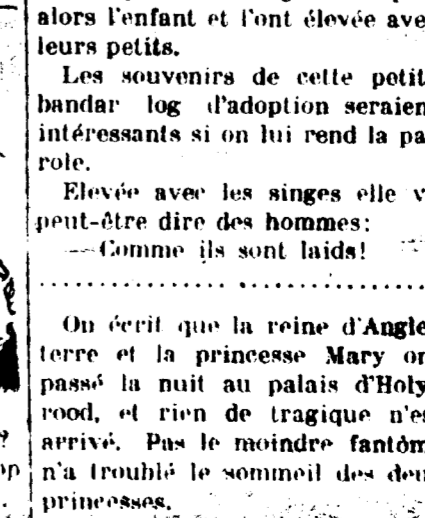 alors l'enfant et l'ont élevée ave
leurs petits.
Les souvenirs de cette petit
bandar log d'adoption seraien
intéressants si on lui rend la pa
role.
Elevée avec les singes elle v
peut-être dire des hommes:
—Comme ils sont laids!
On écrit que la reine d'Angle
terre et la princesse Mary on
passé la nuit au palais d'Holy
rood, et rien de tragique n'es
arrivé. Pas le moindre fantôm
n'a troublé le sommeil des deu
princesses.